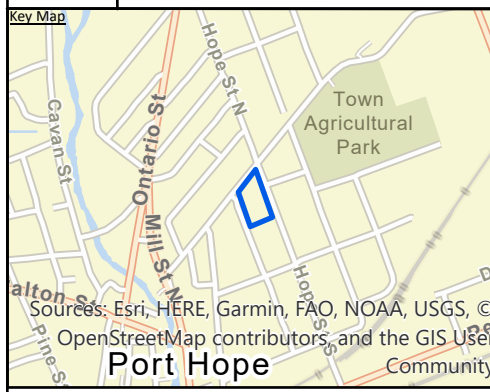 Key Map
Hope St N
Town
Agricultural
Park
Cavan St
Ontario St
Mill St N
Hope St S
alton St
Pine S
Sources: Esri, HERE, Garmin, FAO, NOAA, USGS, ©
OpenStreetMap contributors, and the GIS User
Community
Port Hope